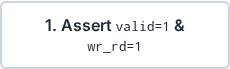 1. Assert valid=1 &
wr_rd=1